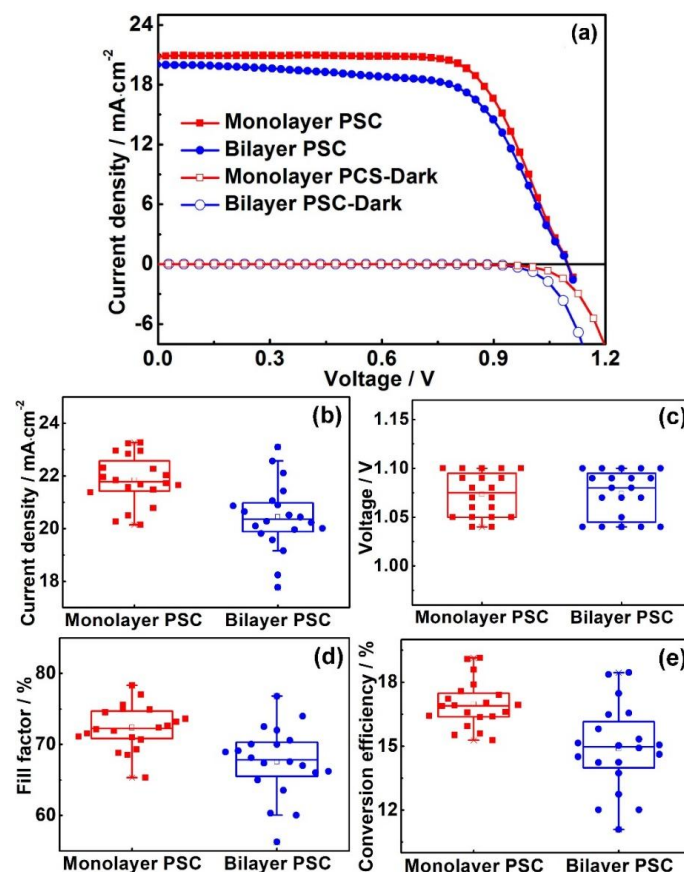 (a)
Current density / mA·cm-2
24
18
12
6
0
-6
Monolayer PSC
Bilayer PSC
Monolayer PCS-Dark
Bilayer PSC-Dark
0.0 0.3 0.6 0.9 1.2
Voltage / V
(b)
Current density / mA·cm-2
24
22
20
18
Monolayer PSC Bilayer PSC
(c)
Voltage / V
1.15
1.10
1.05
1.00
Monolayer PSC Bilayer PSC
(d)
Fill factor / %
80
70
60
Monolayer PSC Bilayer PSC
(e)
Conversion efficiency / %
18
15
12
Monolayer PSC Bilayer PSC